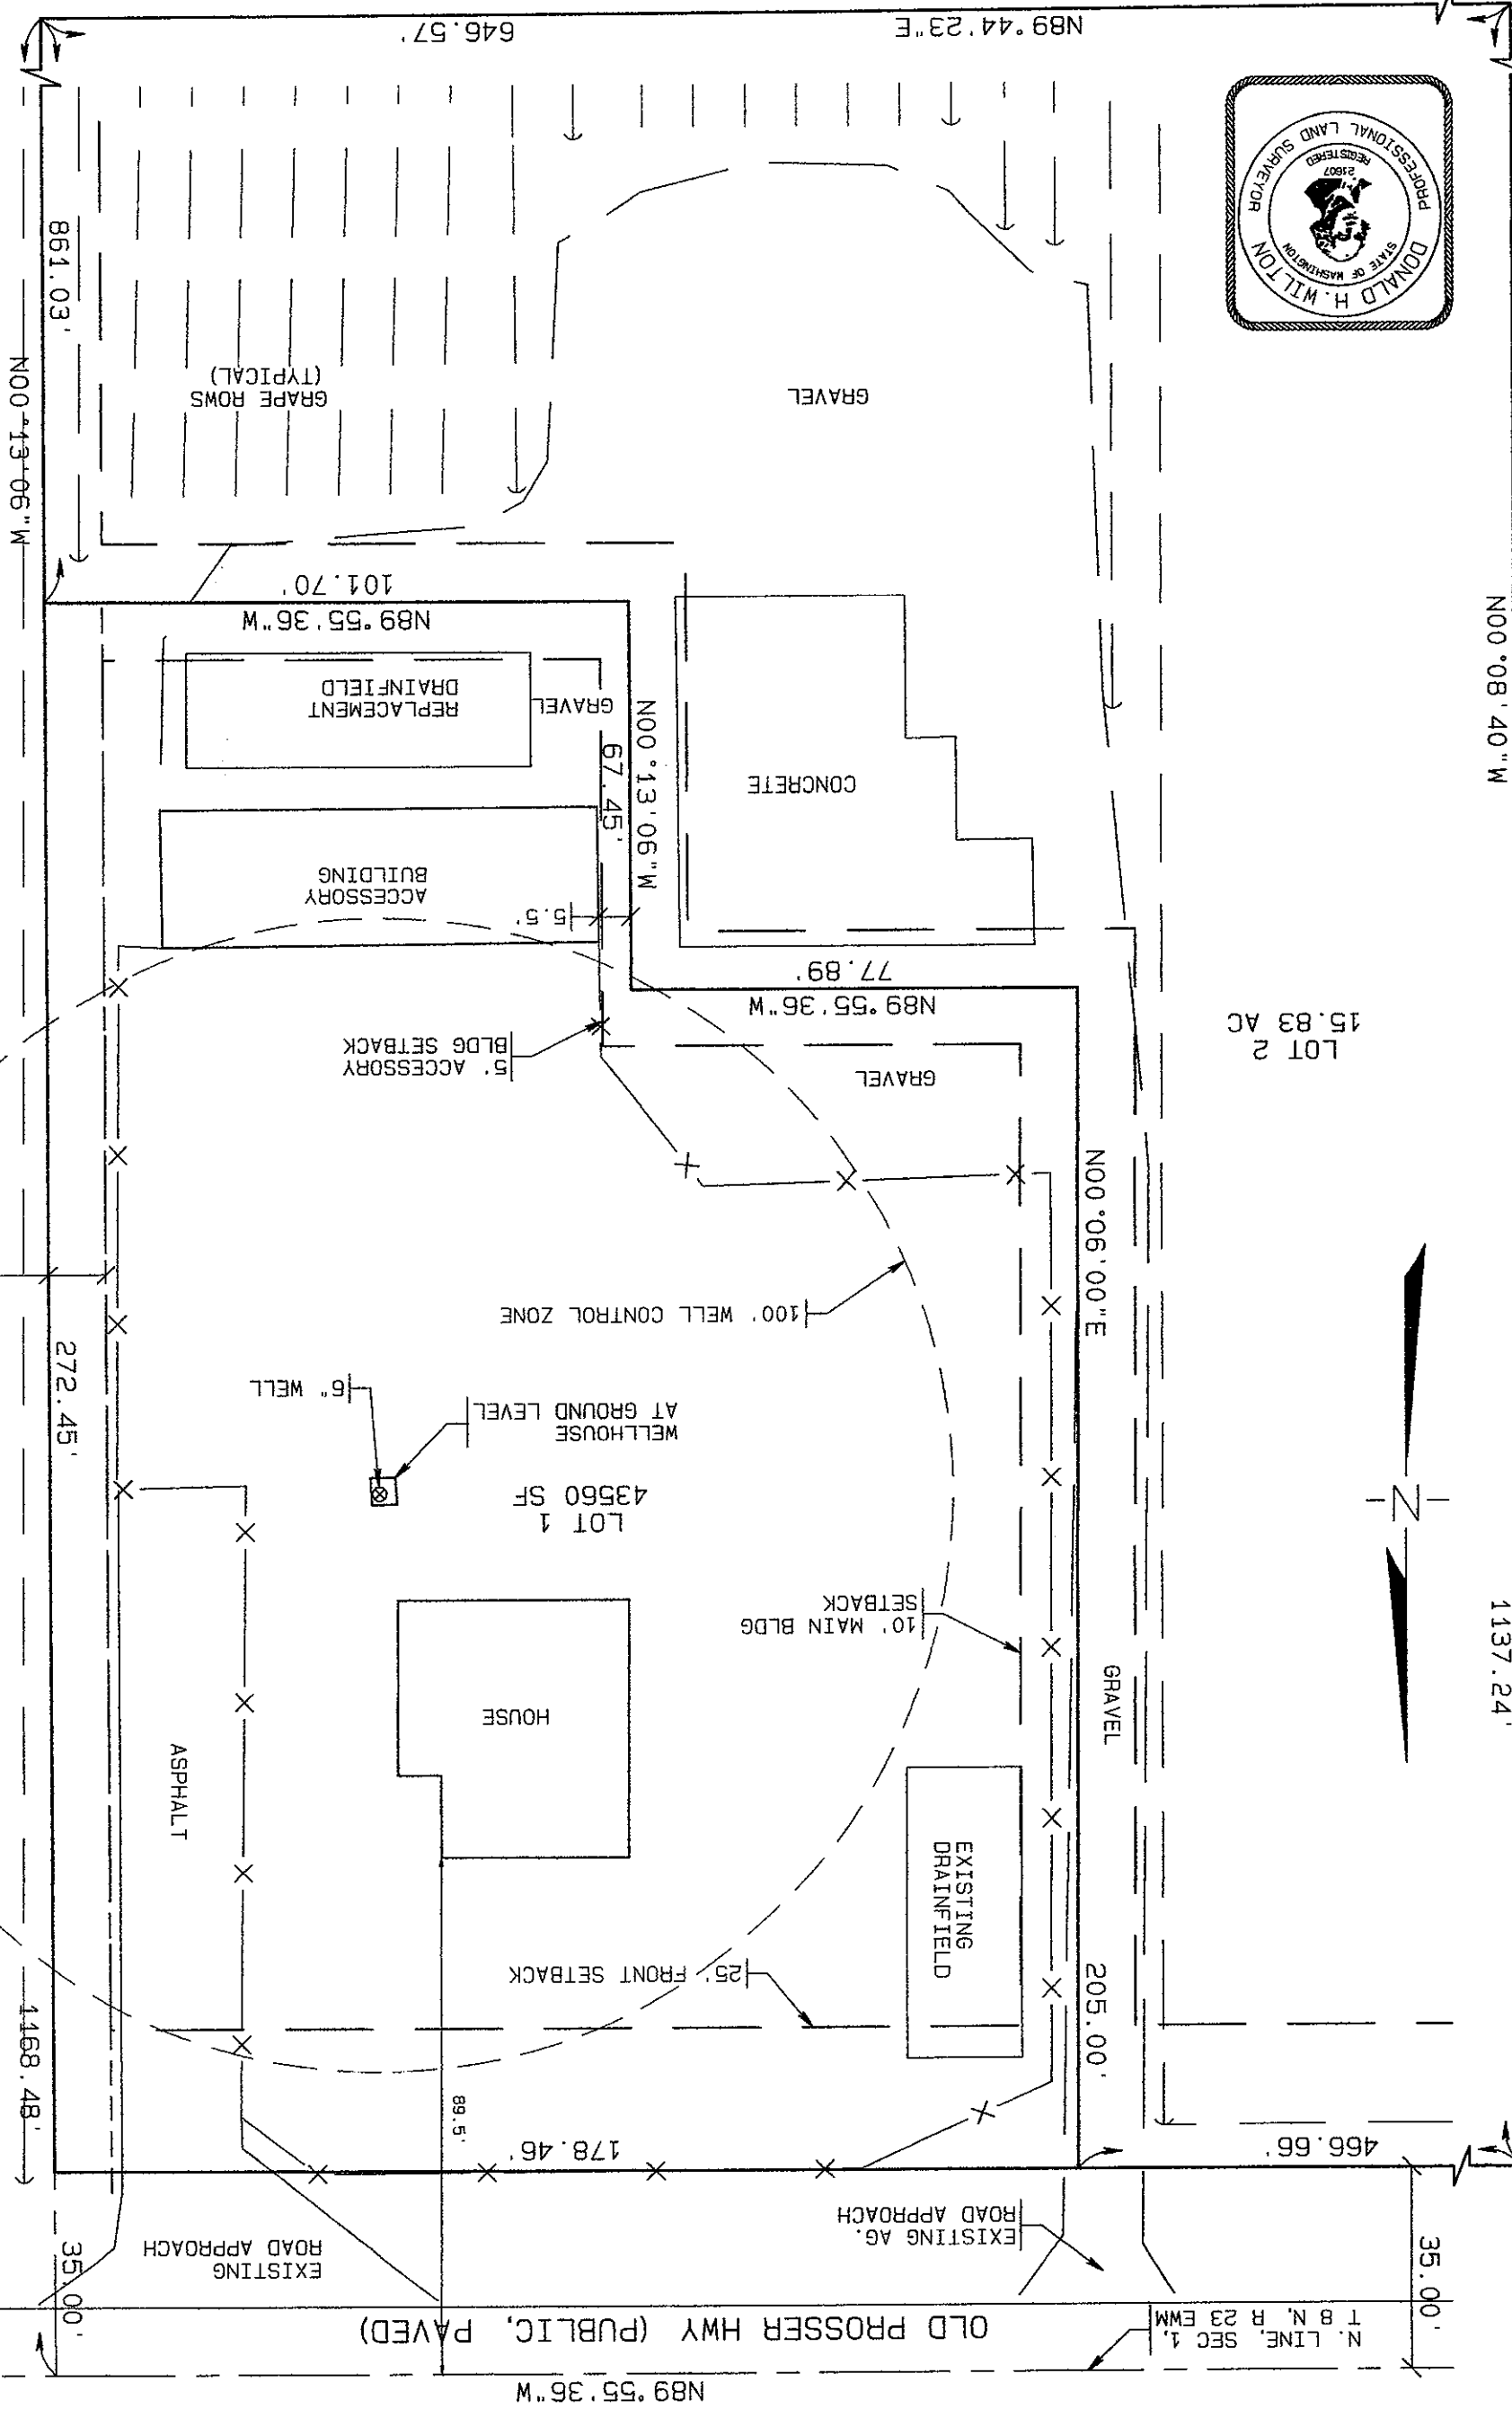 N89°55'36"W
N. LINE, SEC 1,
T 8 N, R 23 EWM
OLD PROSSER HWY (PUBLIC, PAVED)
35.00'
35.00'
EXISTING AG.
ROAD APPROACH
EXISTING
ROAD APPROACH
466.66'
178.46'
89.5'
1168.48'
205.00'
25' FRONT SETBACK
EXISTING
DRAINFIELD
ASPHALT
GRAVEL
HOUSE
10' MAIN BLDG
SETBACK
1137.24'
N
LOT 1
43560 SF
WELLHOUSE
AT GROUND LEVEL
6" WELL
272.45'
100' WELL CONTROL ZONE
N00°06'00"E
GRAVEL
5' ACCESSORY
BLDG SETBACK
LOT 2
15.83 AC
N89°55'36"W
77.89'
5.5'
ACCESSORY
BUILDING
CONCRETE
N00°13'06"W
67.45'
GRAVEL
REPLACEMENT
DRAINFIELD
N00°08'40"W
N89°55'36"W
101.70'
N00°13'06"W
861.03'
GRAPE ROWS
(TYPICAL)
GRAVEL
DONALD H. WILTON
STATE OF WASHINGTON
21607
REGISTERED
PROFESSIONAL LAND SURVEYOR
N89°44'23"E
646.57'